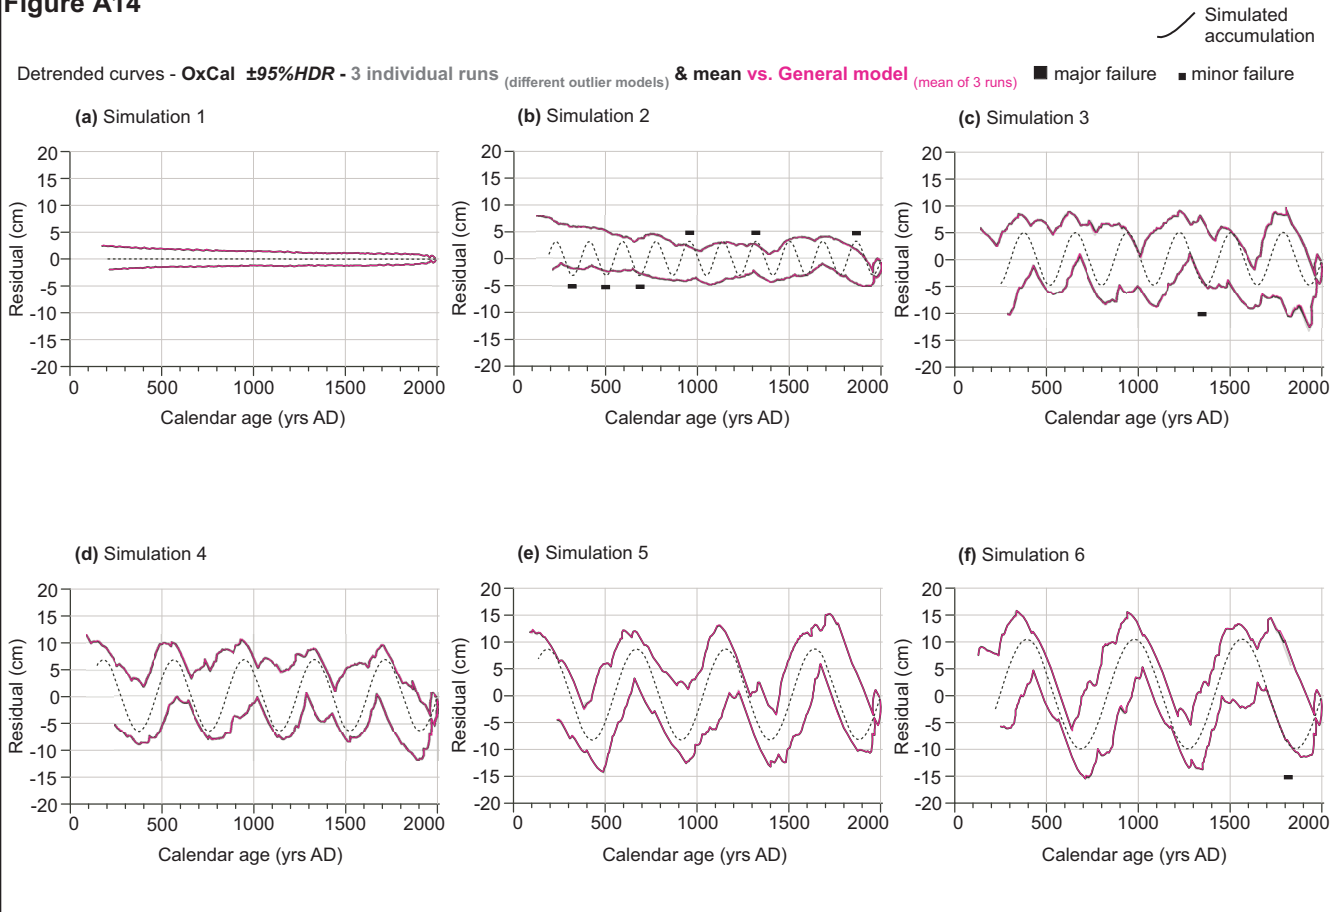 Figure A14
Simulated
accumulation
Detrended curves - OxCal ±95%HDR - 3 individual runs (different outlier models) & mean vs. General model (mean of 3 runs) major failure minor failure
(a) Simulation 1
(b) Simulation 2
(c) Simulation 3
20
15
10
5
0
-5
-10
-15
-20
Residual (cm)
0 500 1000 1500 2000
Calendar age (yrs AD)
20
15
10
5
0
-5
-10
-15
-20
Residual (cm)
0 500 1000 1500 2000
Calendar age (yrs AD)
20
15
10
5
0
-5
-10
-15
-20
Residual (cm)
0 500 1000 1500 2000
Calendar age (yrs AD)
(d) Simulation 4
(e) Simulation 5
(f) Simulation 6
20
15
10
5
0
-5
-10
-15
-20
Residual (cm)
0 500 1000 1500 2000
Calendar age (yrs AD)
20
15
10
5
0
-5
-10
-15
-20
Residual (cm)
0 500 1000 1500 2000
Calendar age (yrs AD)
20
15
10
5
0
-5
-10
-15
-20
Residual (cm)
0 500 1000 1500 2000
Calendar age (yrs AD)